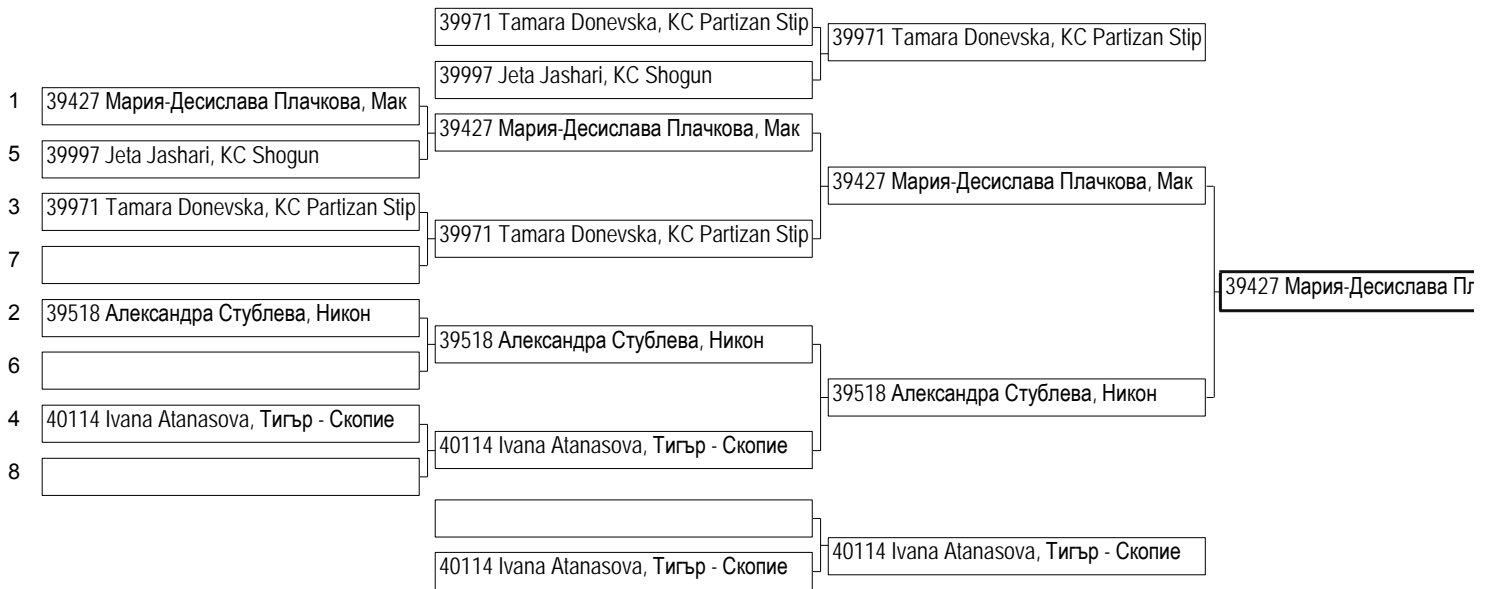 39971 Tamara Donevska, KC Partizan Stip
39971 Tamara Donevska, KC Partizan Stip
39997 Jeta Jashari, KC Shogun
1 39427 Мария-Десислава Плачкова, Мак
39427 Мария-Десислава Плачкова, Мак
5 39997 Jeta Jashari, KC Shogun
39427 Мария-Десислава Плачкова, Мак
3 39971 Tamara Donevska, KC Partizan Stip
39971 Tamara Donevska, KC Partizan Stip
7
39427 Мария-Десислава Пл
2 39518 Александра Стублева, Никон
39518 Александра Стублева, Никон
6
39518 Александра Стублева, Никон
4 40114 Ivana Atanasova, Тигър - Скопие
40114 Ivana Atanasova, Тигър - Скопие
8
40114 Ivana Atanasova, Тигър - Скопие
40114 Ivana Atanasova, Тигър - Скопие